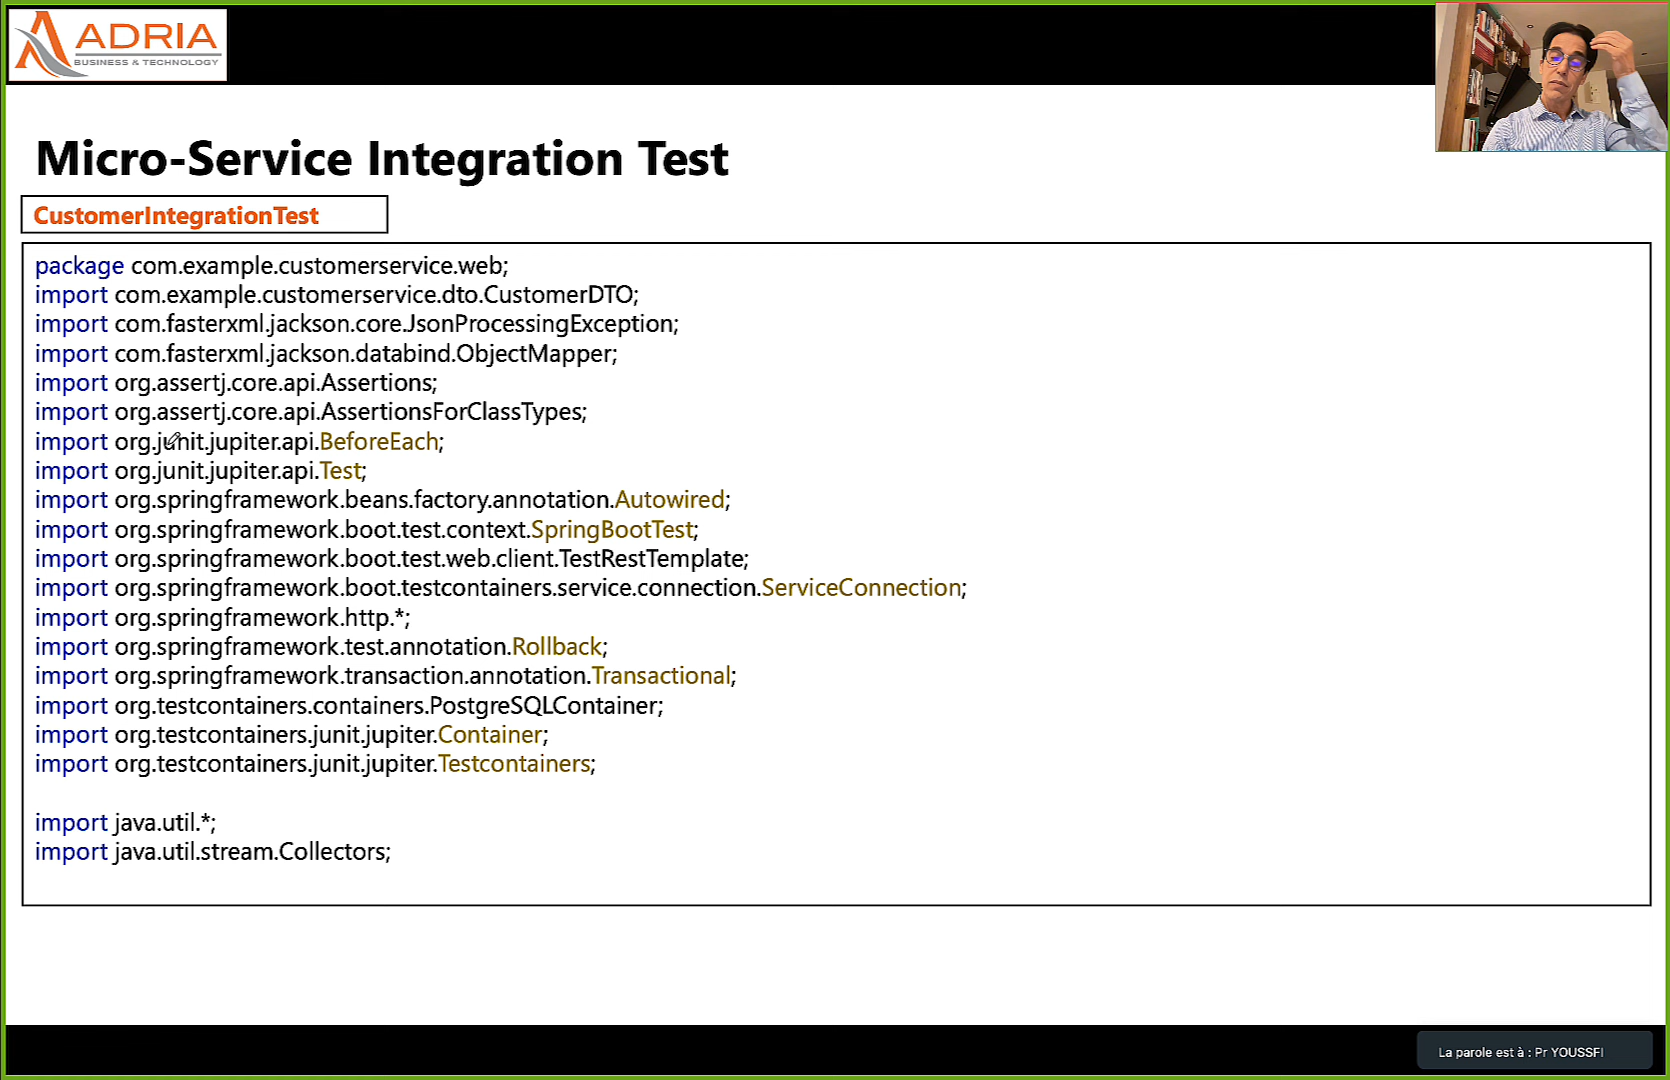 ADRIA
BUSINESS & TECHNOLOGY
Micro-Service Integration Test
CustomerIntegrationTest
package com.example.customerservice.web;
import com.example.customerservice.dto.CustomerDTO;
import com.fasterxml.jackson.core.JsonProcessingException;
import com.fasterxml.jackson.databind.ObjectMapper;
import org.assertj.core.api.Assertions;
import org.assertj.core.api.AssertionsForClassTypes;
import org.junit.jupiter.api.BeforeEach;
import org.junit.jupiter.api.Test;
import org.springframework.beans.factory.annotation.Autowired;
import org.springframework.boot.test.context.SpringBootTest;
import org.springframework.boot.test.web.client.TestRestTemplate;
import org.springframework.boot.testcontainers.service.connection.ServiceConnection;
import org.springframework.http.*;
import org.springframework.test.annotation.Rollback;
import org.springframework.transaction.annotation.Transactional;
import org.testcontainers.containers.PostgreSQLContainer;
import org.testcontainers.junit.jupiter.Container;
import org.testcontainers.junit.jupiter.Testcontainers;
import java.util.*;
import java.util.stream.Collectors;
La parole est à : Pr YOUSSFI